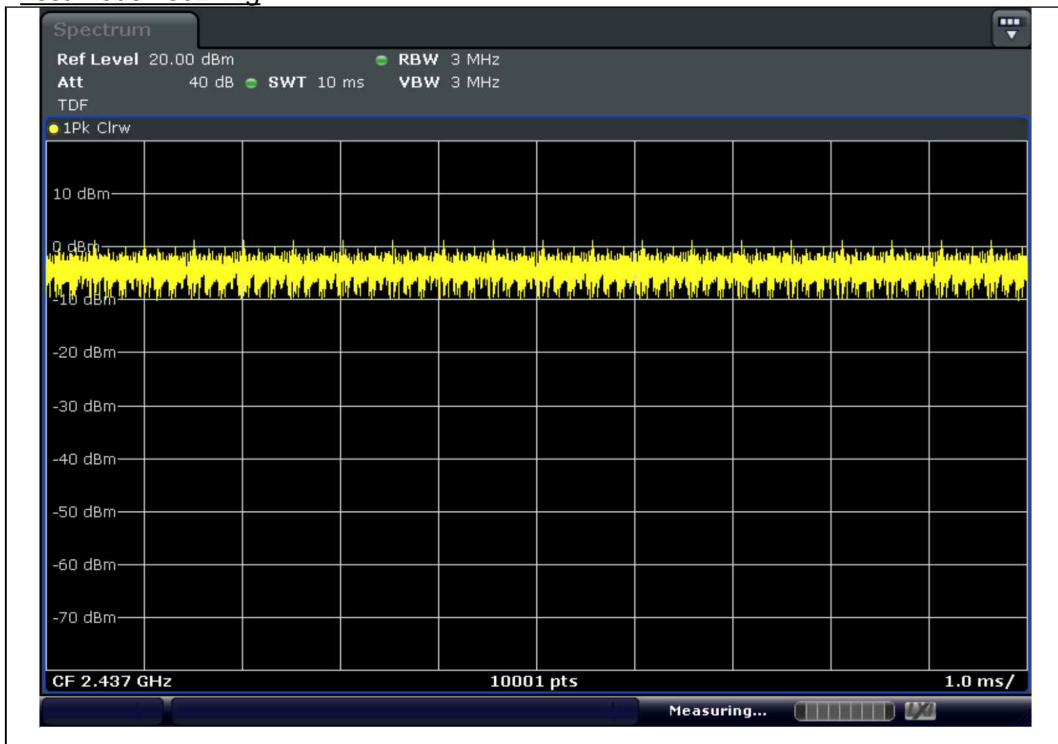 Spectrum
Ref Level 20.00 dBm RBW 3 MHz
Att 40 dB SWT 10 ms VBW 3 MHz
TDF
1Pk Clrw
10 dBm
0 dBm
-10 dBm
-20 dBm
-30 dBm
-40 dBm
-50 dBm
-60 dBm
-70 dBm
CF 2.437 GHz 10001 pts 1.0 ms/
Measuring...